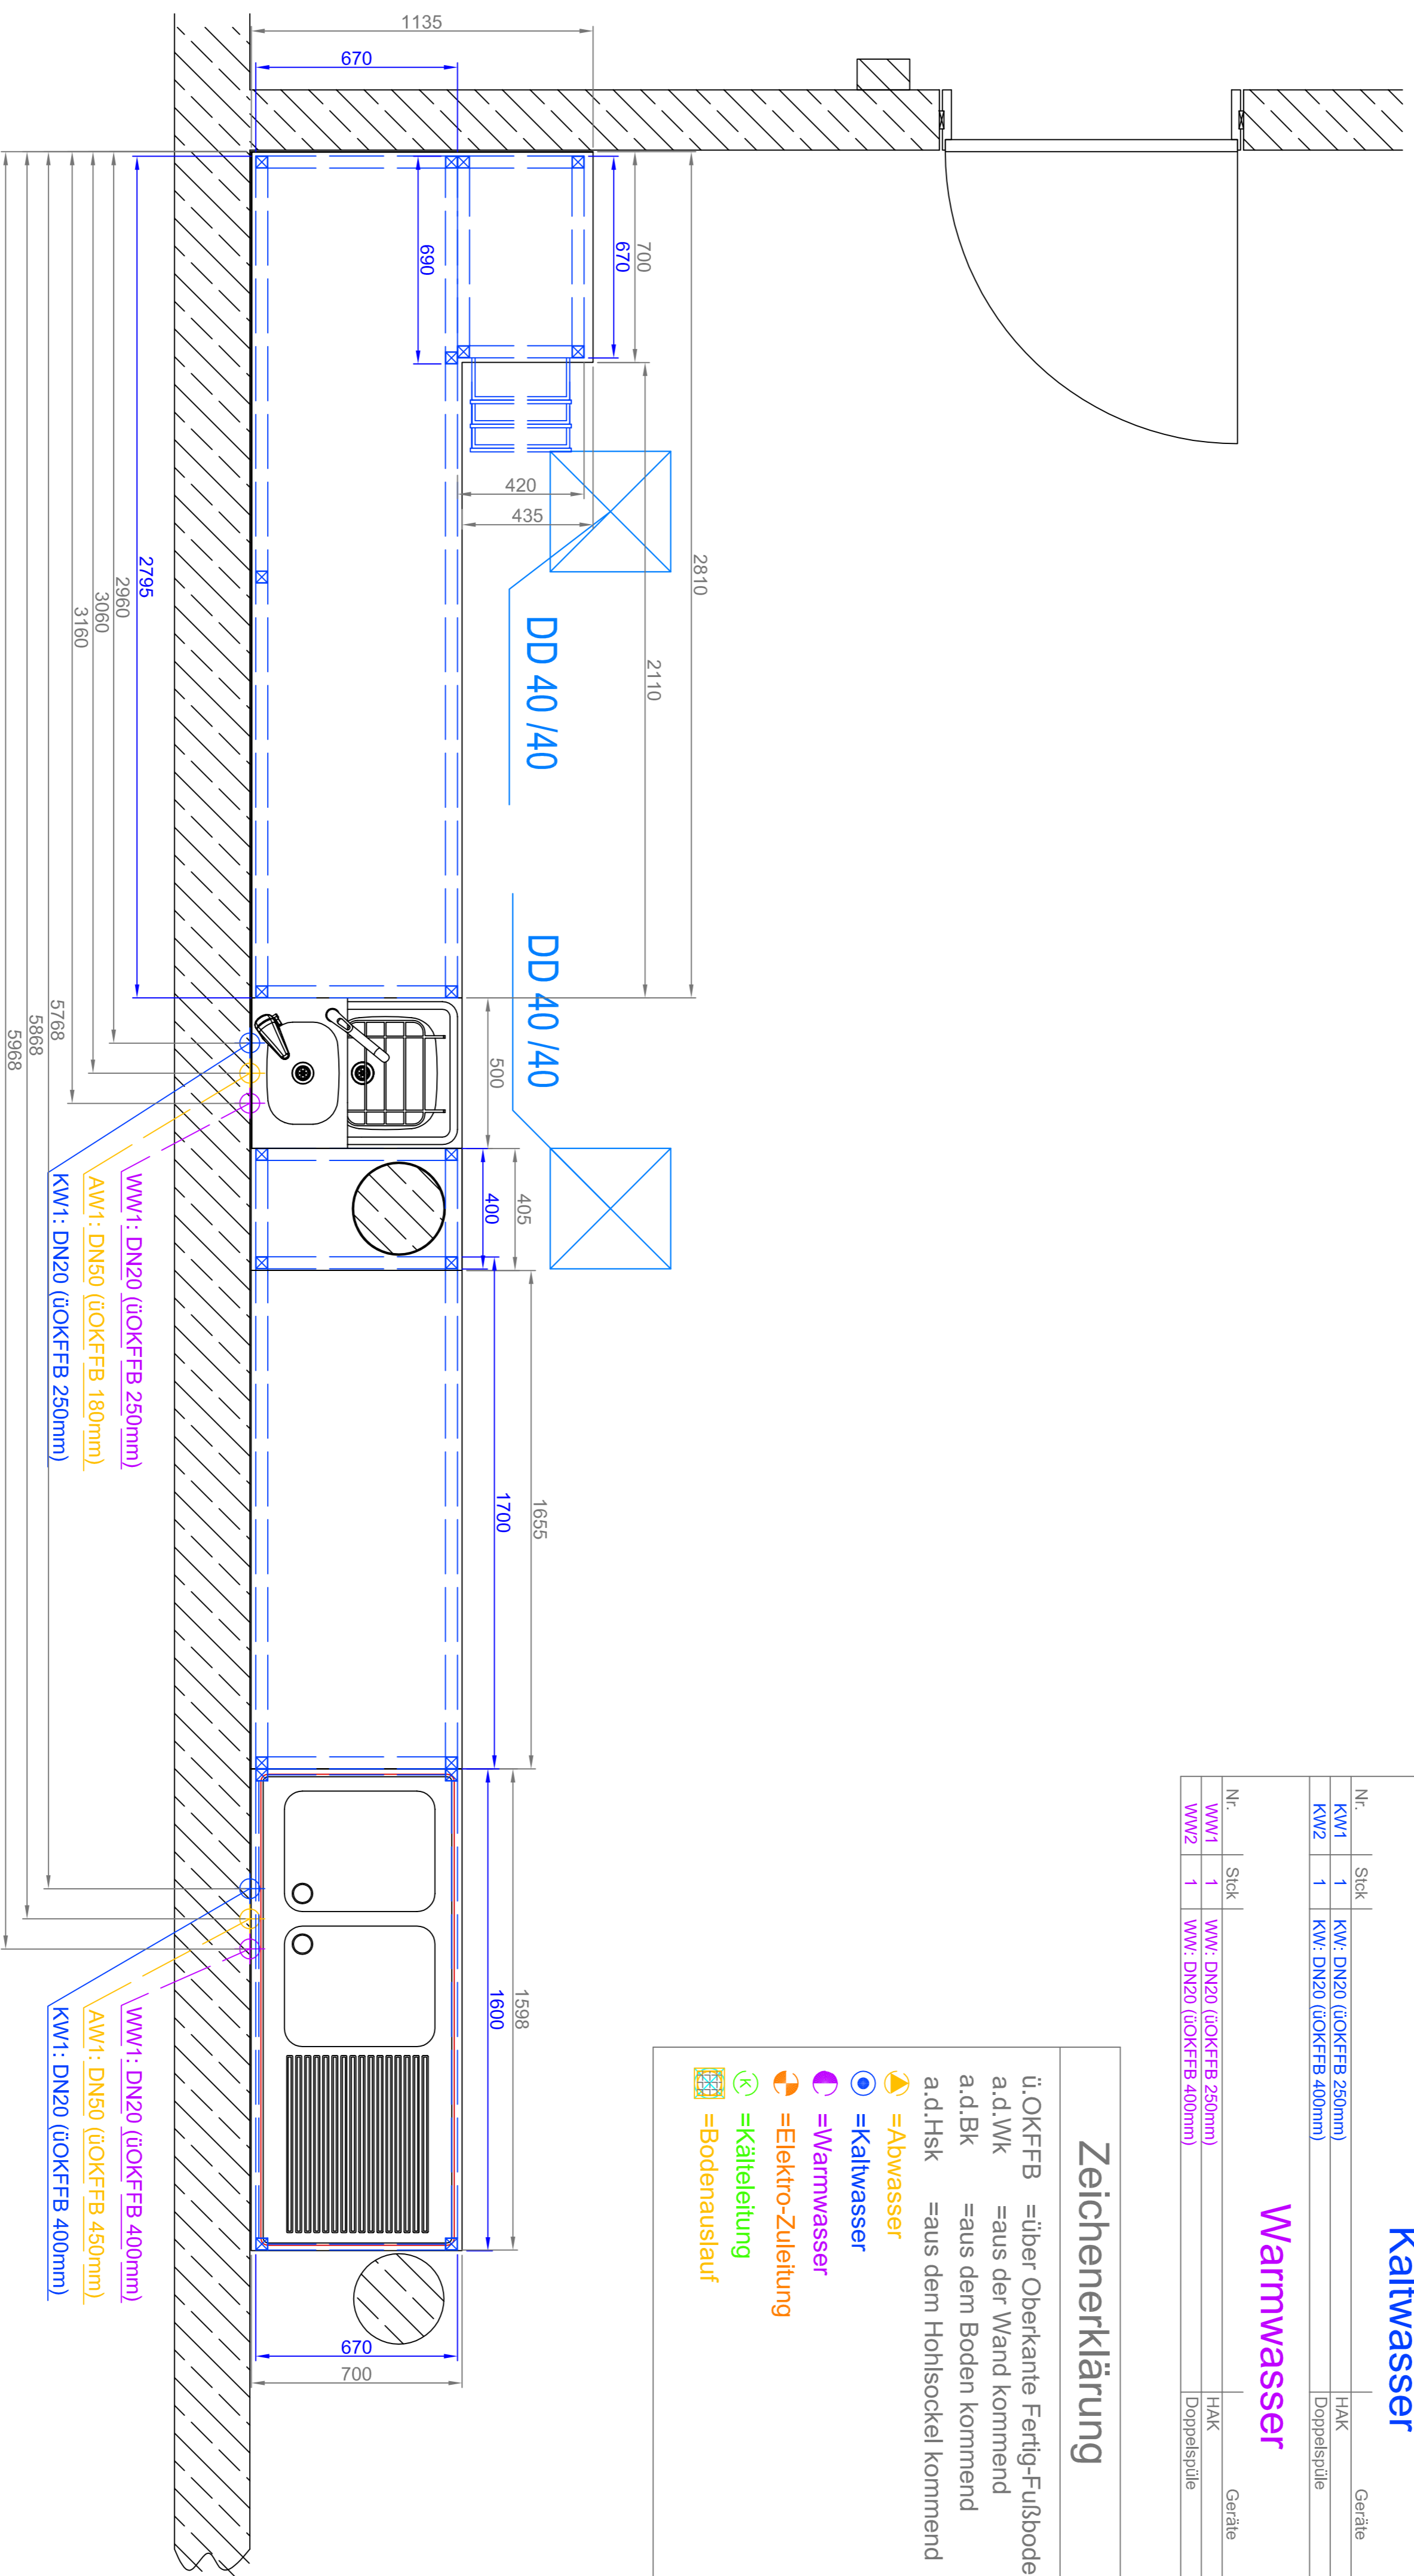 Kaltwasser
Nr. Stck Geräte
KW1 1 KW: DN20 (üOKFFB 250mm) HAK
KW2 1 KW: DN20 (üOKFFB 400mm) Doppelspüle
Warmwasser
Nr. Stck Geräte
WW1 1 WW: DN20 (üOKFFB 250mm) HAK
WW2 1 WW: DN20 (üOKFFB 400mm) Doppelspüle
Zeichenerklärung
ü.OKFFB =über Oberkante Fertig-Fußbode
a.d.Wk =aus der Wand kommend
a.d.Bk =aus dem Boden kommend
a.d.Hsk =aus dem Hohlsockel kommend
=Abwasser
=Kaltwasser
=Warmwasser
=Elektro-Zuleitung
K =Kälteleitung
=Bodenauslauf
2810
2110
700
670
690
1135
670
420
435
DD 40 /40
DD 40 /40
500
405
400
1655
1700
1598
1600
670
700
2795
2960
3060
3160
5768
5868
5968
WW1: DN20 (üOKFFB 250mm)
AW1: DN50 (üOKFFB 180mm)
KW1: DN20 (üOKFFB 250mm)
WW1: DN20 (üOKFFB 400mm)
AW1: DN50 (üOKFFB 450mm)
KW1: DN20 (üOKFFB 400mm)